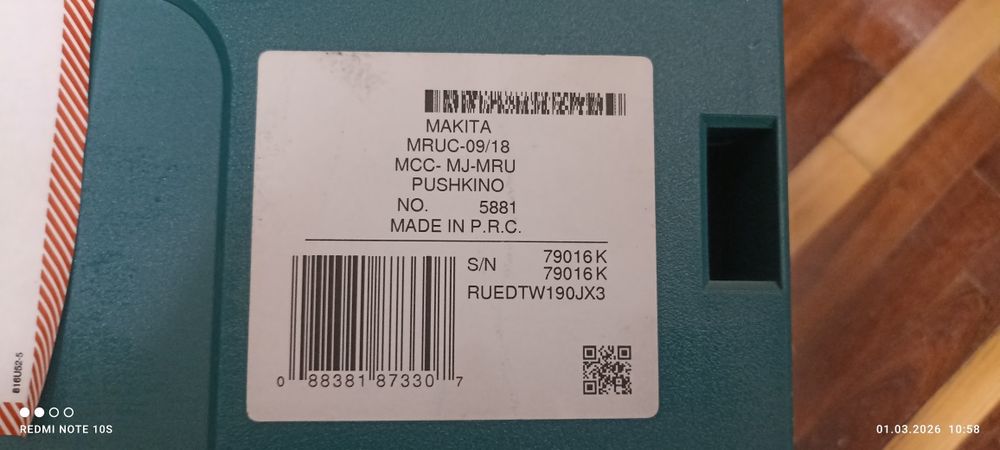 MAKITA
MRUC-09/18
MCC- MJ-MRU
PUSHKINO
NO. 5881
MADE IN P.R.C.
S/N 79016 K
79016 K
RUEDTW190JX3
0 88381 87330 7
816U52-5
REDMI NOTE 10S
01.03.2026 10:58